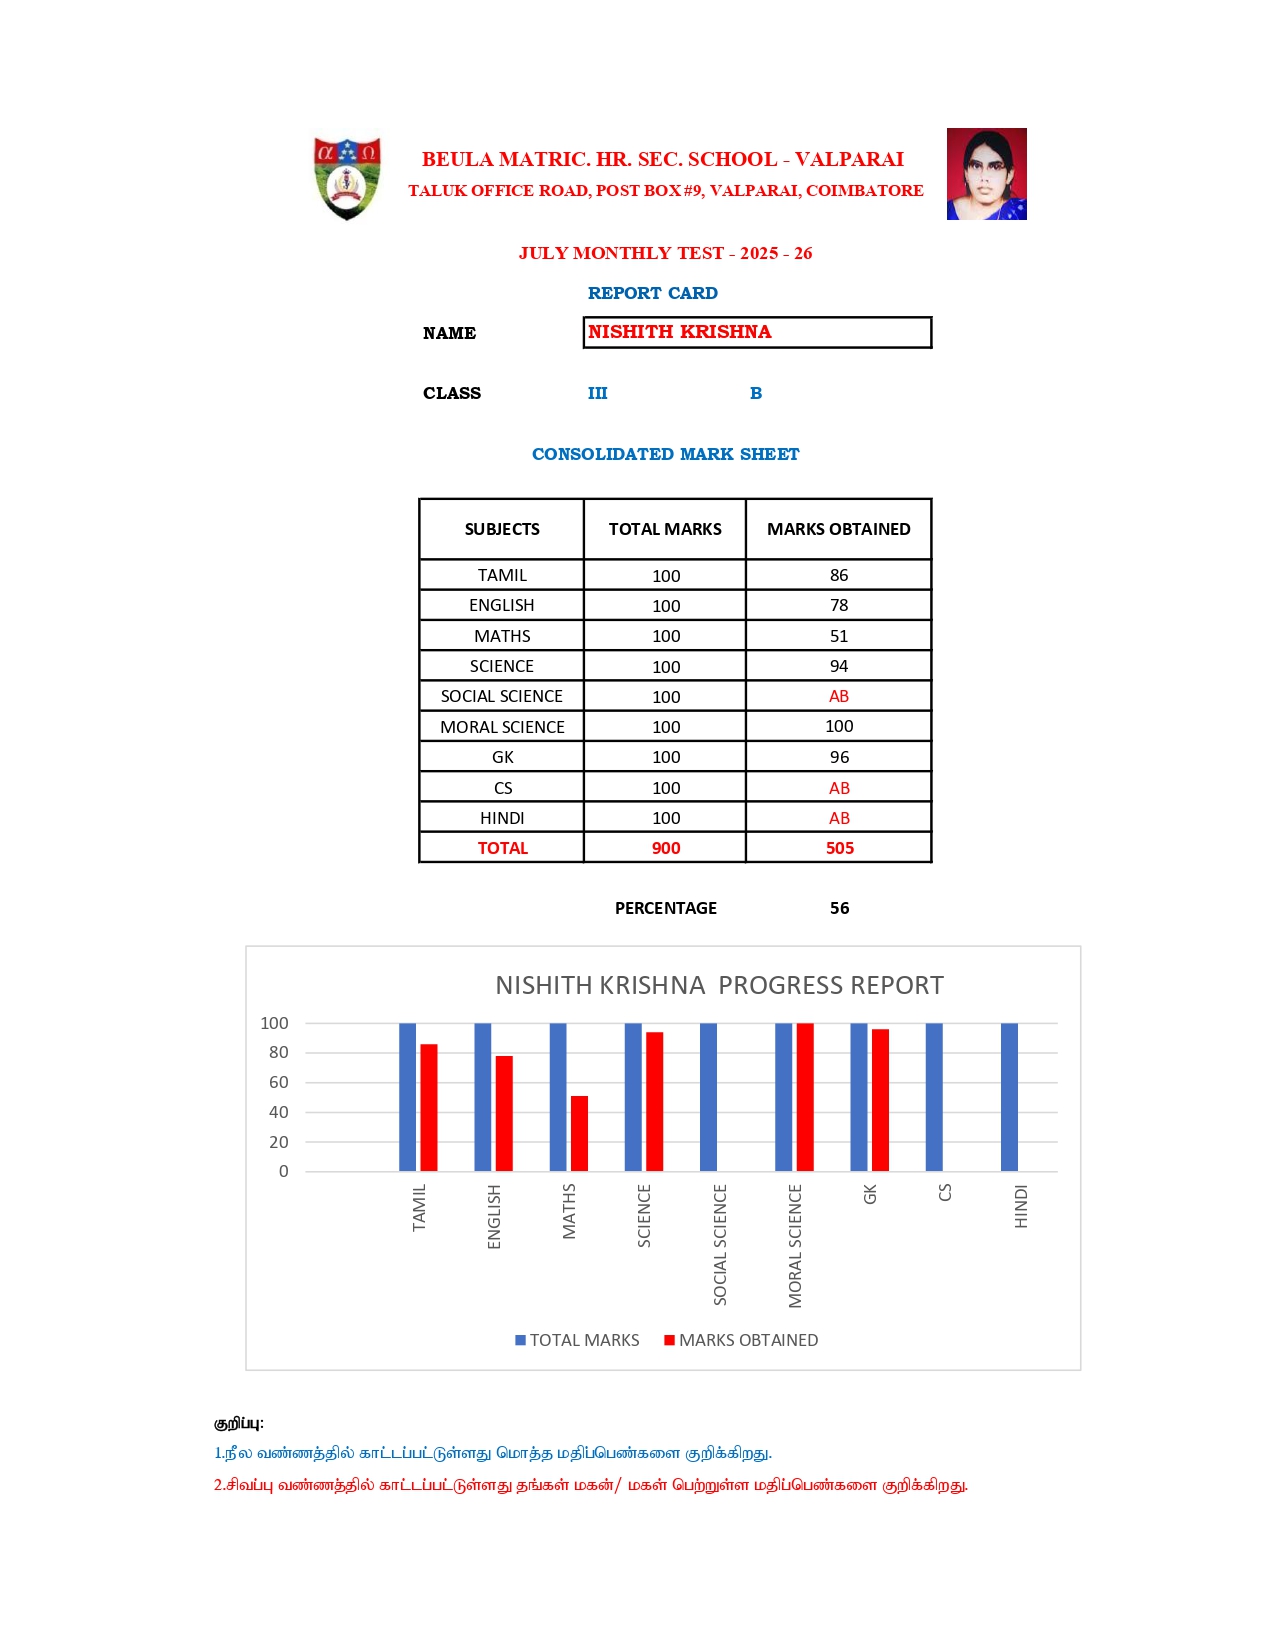 α Ω
BEULA MATRIC. HR. SEC. SCHOOL - VALPARAI
TALUK OFFICE ROAD, POST BOX #9, VALPARAI, COIMBATORE
JULY MONTHLY TEST - 2025 - 26
REPORT CARD
NAME NISHITH KRISHNA
CLASS III B
CONSOLIDATED MARK SHEET
SUBJECTS TOTAL MARKS MARKS OBTAINED
TAMIL 100 86
ENGLISH 100 78
MATHS 100 51
SCIENCE 100 94
SOCIAL SCIENCE 100 AB
MORAL SCIENCE 100 100
GK 100 96
CS 100 AB
HINDI 100 AB
TOTAL 900 505
PERCENTAGE 56
NISHITH KRISHNA PROGRESS REPORT
100
80
60
40
20
0
TAMIL ENGLISH MATHS SCIENCE SOCIAL SCIENCE MORAL SCIENCE GK CS HINDI
TOTAL MARKS MARKS OBTAINED
குறிப்பு:
1.நீல வண்ணத்தில் காட்டப்பட்டுள்ளது மொத்த மதிப்பெண்களை குறிக்கிறது.
2.சிவப்பு வண்ணத்தில் காட்டப்பட்டுள்ளது தங்கள் மகன்/ மகள் பெற்றுள்ள மதிப்பெண்களை குறிக்கிறது.